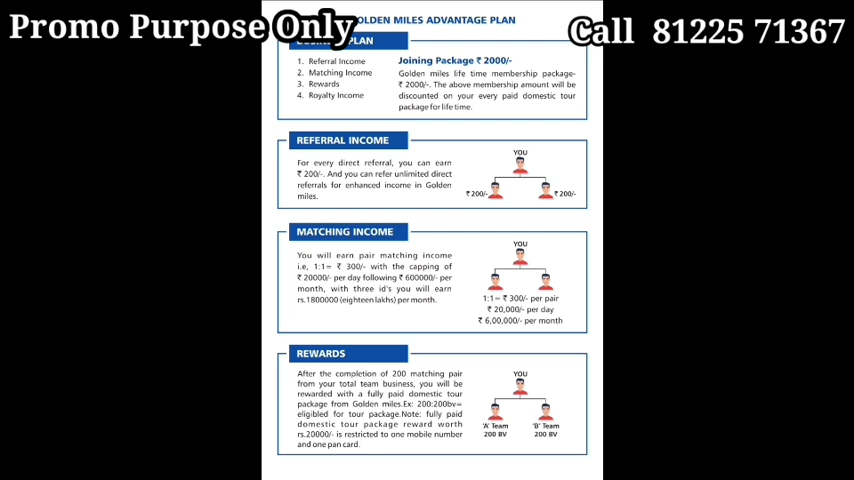 Promo Purpose Only
Call 81225 71367
GOLDEN MILES ADVANTAGE PLAN
PLAN
1. Referral Income
2. Matching Income
3. Rewards
4. Royalty Income
Joining Package ₹ 2000/-
Golden miles life time membership package-
₹ 2000/-. The above membership amount will be
discounted on your every paid domestic tour
package for life time.
REFERRAL INCOME
For every direct referral, you can earn
₹ 200/-. And you can refer unlimited direct
referrals for enhanced income in Golden
miles.
YOU
₹ 200/-
₹ 200/-
MATCHING INCOME
You will earn pair matching income
i.e, 1:1= ₹ 300/- with the capping of
₹ 20000/- per day following ₹ 600000/- per
month, with three id's you will earn
rs.1800000 (eighteen lakhs) per month.
YOU
1:1= ₹ 300/- per pair
₹ 20,000/- per day
₹ 6,00,000/- per month
REWARDS
After the completion of 200 matching pair
from your total team business, you will be
rewarded with a fully paid domestic tour
package from Golden miles.Ex: 200:200bv=
eligibled for tour package.Note: fully paid
domestic tour package reward worth
rs.20000/- is restricted to one mobile number
and one pan card.
YOU
'A' Team
200 BV
'B' Team
200 BV